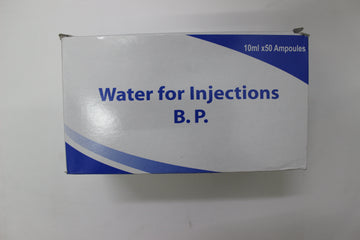 10ml x50 Ampoules
Water for Injections
B. P.